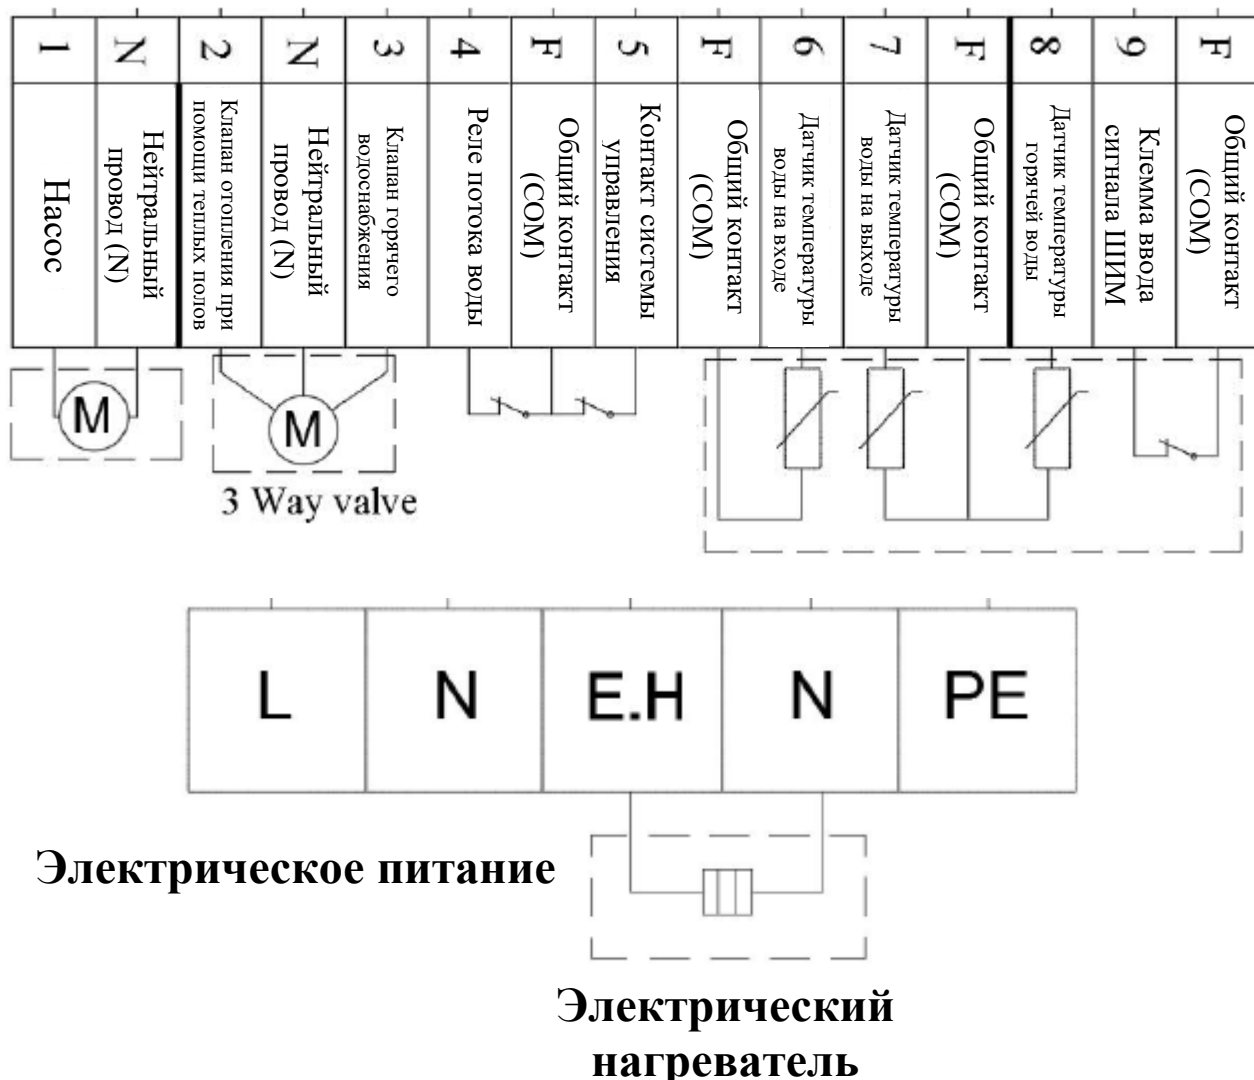 1 N 2 N 3 4 F 5 F 6 7 F 8 9 F
Насос
Нейтральный
провод (N)
Клапан отопления при
помощи теплых полов
Нейтральный
провод (N)
Клапан горячего
водоснабжения
Реле потока воды
Общий контакт
(COM)
Контакт системы
управления
Общий контакт
(COM)
Датчик температуры
воды на входе
Датчик температуры
воды на выходе
Общий контакт
(COM)
Датчик температуры
горячей воды
Клемма ввода
сигнала ШИМ
Общий контакт
(COM)
M
M
3 Way valve
L N E.H N PE
Электрическое питание
Электрический
нагреватель